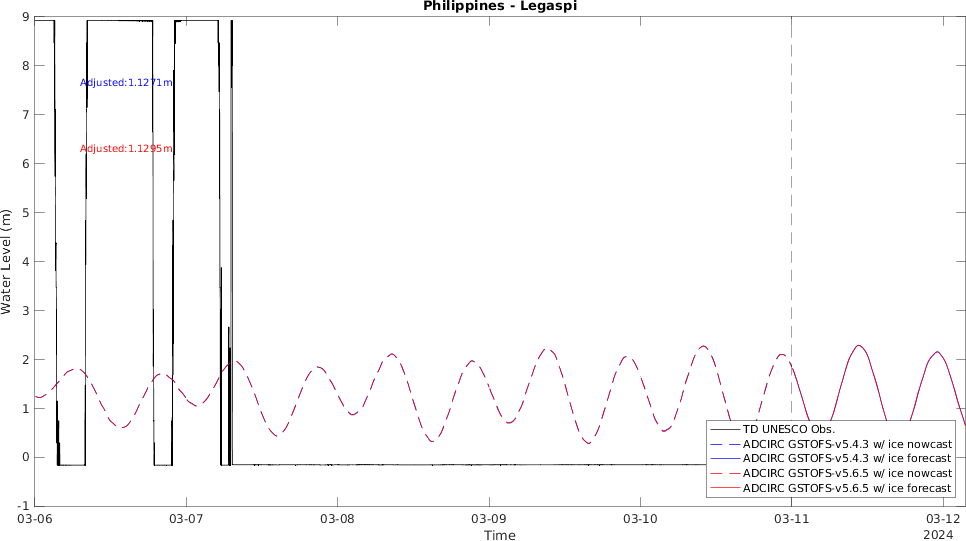 Philippines - Legaspi
9
8
7
6
5
4
3
2
1
0
-1
Water Level (m)
Adjusted:1.1271m
Adjusted:1.1295m
TD UNESCO Obs.
ADCIRC GSTOFS-v5.4.3 w/ ice nowcast
ADCIRC GSTOFS-v5.4.3 w/ ice forecast
ADCIRC GSTOFS-v5.6.5 w/ ice nowcast
ADCIRC GSTOFS-v5.6.5 w/ ice forecast
03-06 03-07 03-08 03-09 03-10 03-11 03-12
Time
2024